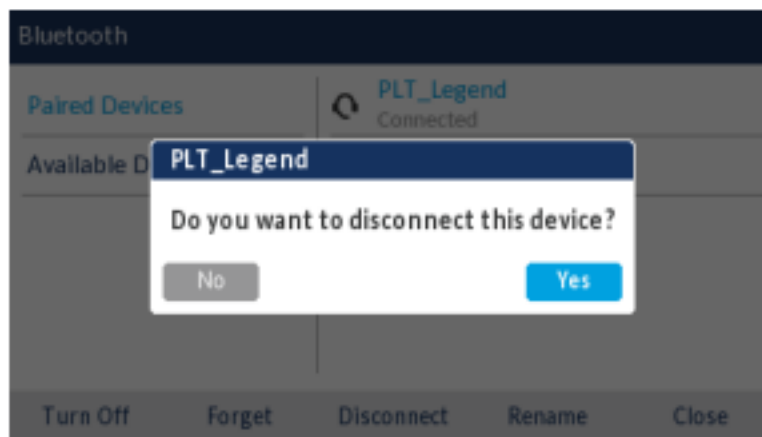 Bluetooth
Paired Devices
PLT_Legend
Connected
Available D
PLT_Legend
Do you want to disconnect this device?
No Yes
Turn Off Forget Disconnect Rename Close